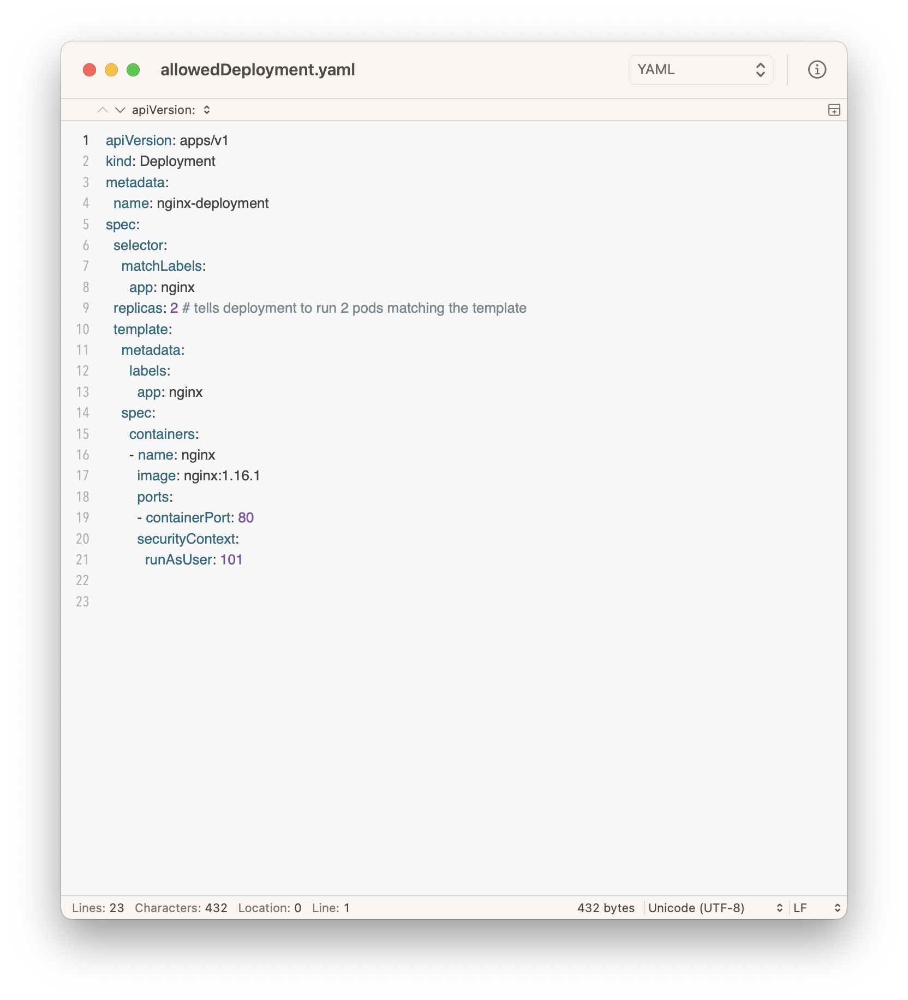 allowedDeployment.yaml
YAML
apiVersion:
1 apiVersion: apps/v1
2 kind: Deployment
3 metadata:
4   name: nginx-deployment
5 spec:
6   selector:
7     matchLabels:
8       app: nginx
9   replicas: 2 # tells deployment to run 2 pods matching the template
10   template:
11     metadata:
12       labels:
13         app: nginx
14     spec:
15       containers:
16       - name: nginx
17         image: nginx:1.16.1
18         ports:
19         - containerPort: 80
20         securityContext:
21           runAsUser: 101
22
23
Lines: 23 Characters: 432 Location: 0 Line: 1 432 bytes Unicode (UTF-8) LF